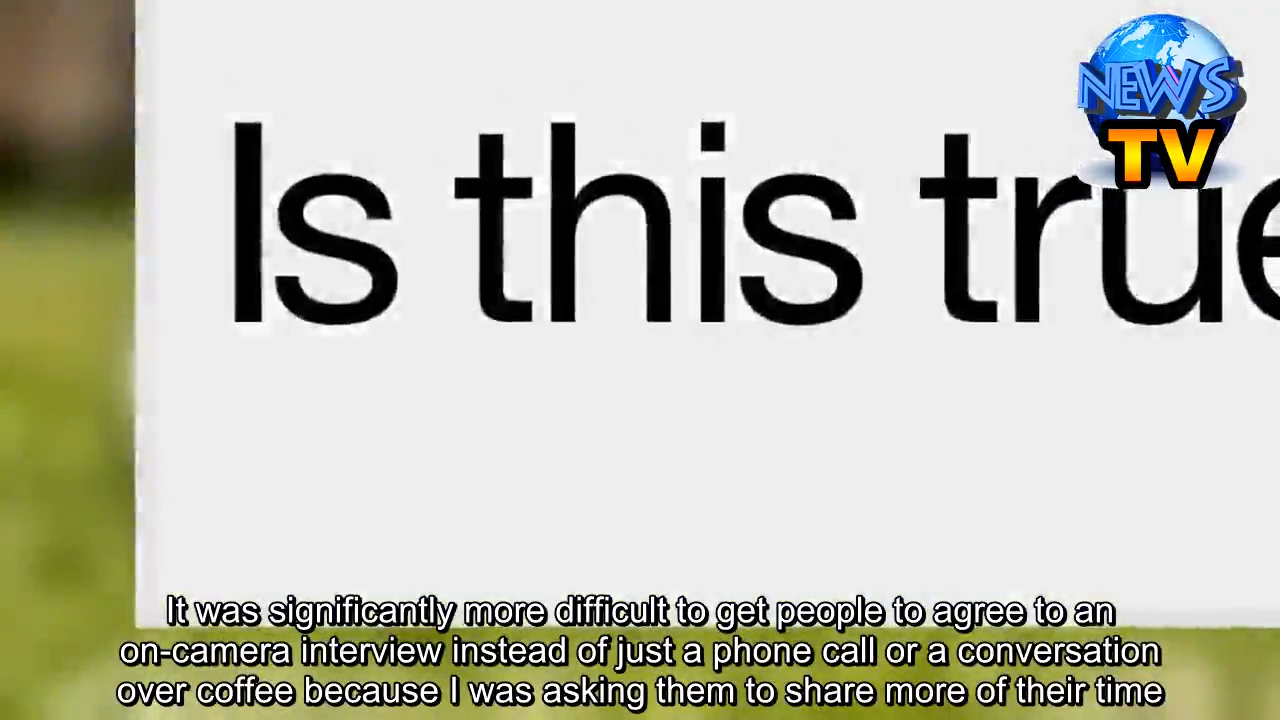 NEWS
TV
Is this true
It was significantly more difficult to get people to agree to an
on-camera interview instead of just a phone call or a conversation
over coffee because I was asking them to share more of their time